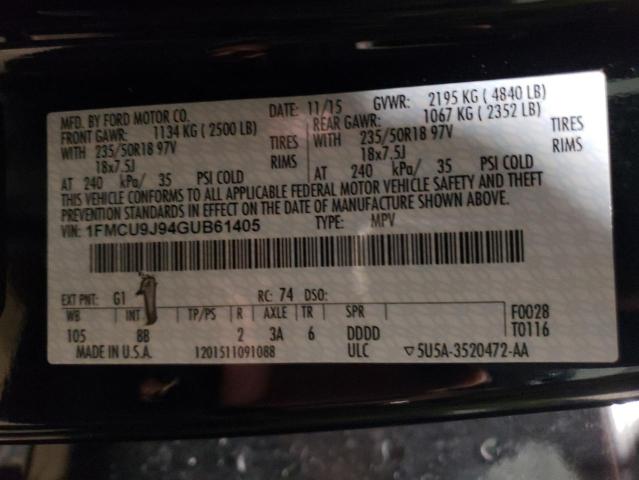 MFD. BY FORD MOTOR CO. DATE: 11/15 GVWR: 2195 KG ( 4840 LB)
FRONT GAWR: 1134 KG ( 2500 LB) REAR GAWR: 1067 KG ( 2352 LB)
WITH 235/50R18 97V TIRES WITH 235/50R18 97V TIRES
18x7.5J RIMS 18x7.5J RIMS
AT 240 kPa/ 35 PSI COLD AT 240 kPa/ 35 PSI COLD
THIS VEHICLE CONFORMS TO ALL APPLICABLE FEDERAL MOTOR VEHICLE SAFETY AND THEFT
PREVENTION STANDARDS IN EFFECT ON THE DATE OF MANUFACTURE SHOWN ABOVE.
VIN: 1FMCU9J94GUB61405 TYPE: MPV
EXT PNT: G1 RC: 74 DSO:
WB INT TP/PS R AXLE TR SPR F0028
105 8B 2 3A 6 DDDD T0116
MADE IN U.S.A. 1201511091088 ULC ▽5U5A-3520472-AA